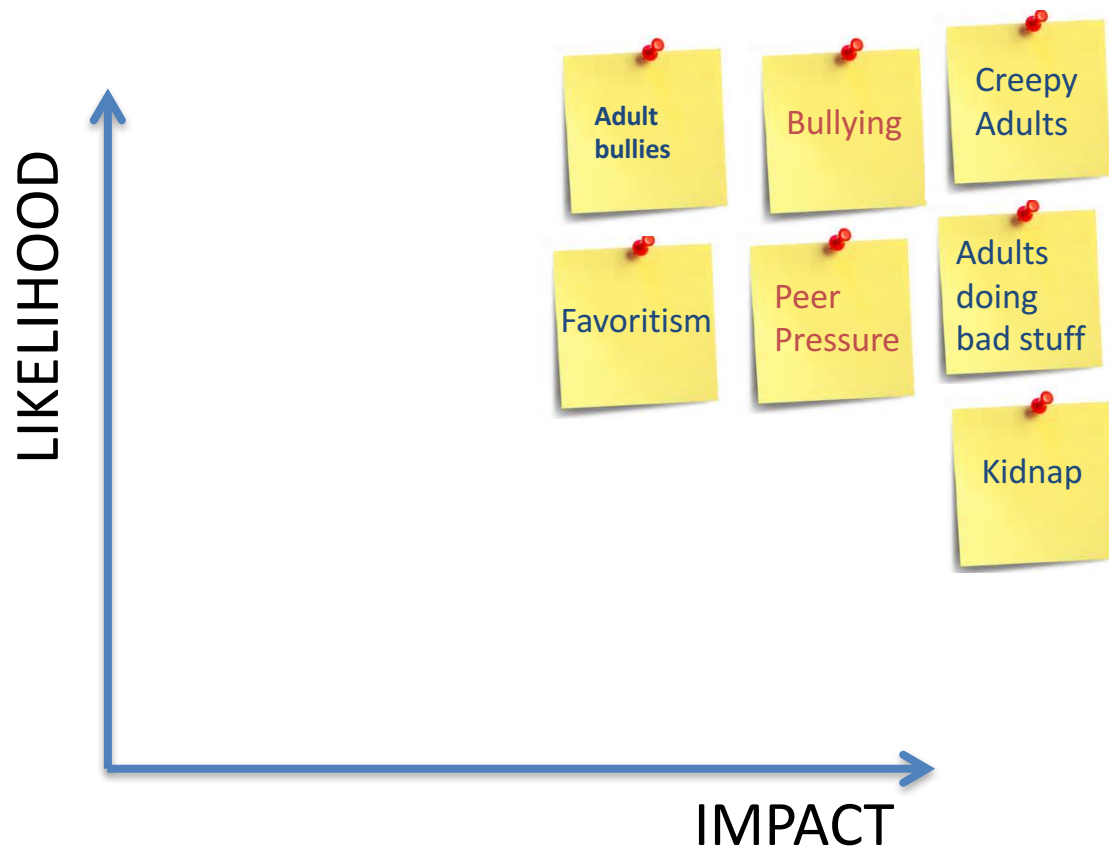 LIKELIHOOD
Adult
bullies
Bullying
Creepy
Adults
Favoritism
Peer
Pressure
Adults
doing
bad stuff
Kidnap
IMPACT